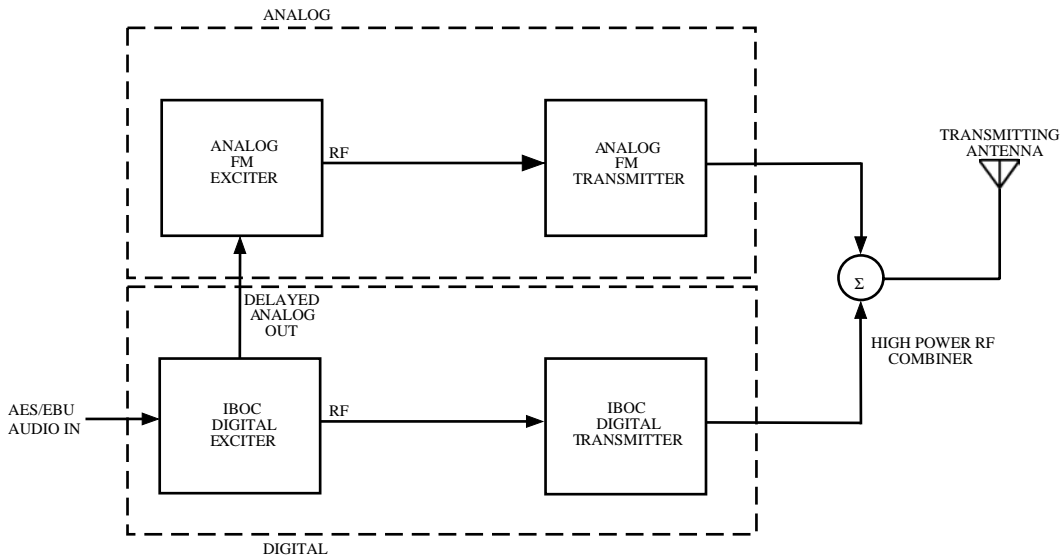 ANALOG
ANALOG
FM
EXCITER
RF
ANALOG
FM
TRANSMITTER
TRANSMITTING
ANTENNA
Σ
DELAYED
ANALOG
OUT
HIGH POWER RF
COMBINER
AES/EBU
AUDIO IN
IBOC
DIGITAL
EXCITER
RF
IBOC
DIGITAL
TRANSMITTER
DIGITAL